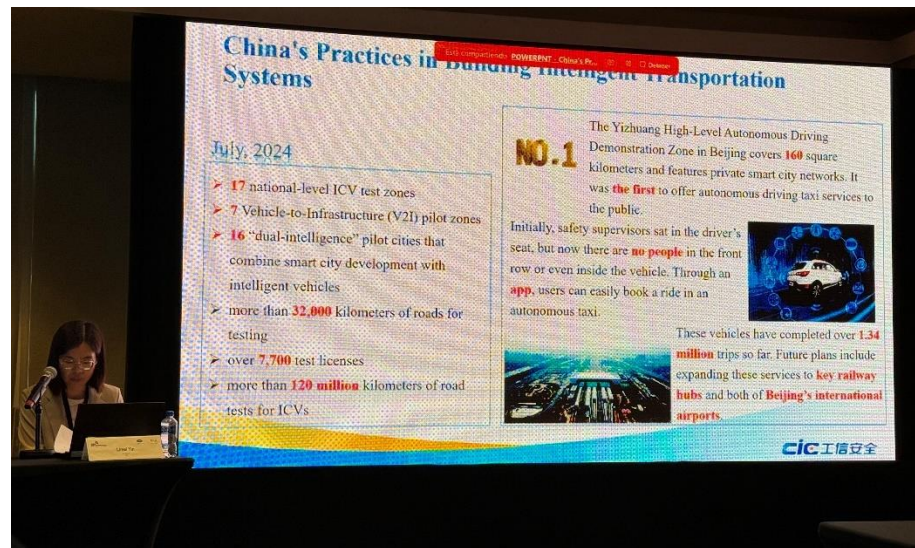 China's Practices in Building Intelligent Transportation
Systems
Está compartiendo POWERPNT - China's Pr...
Detener
July, 2024
➢ 17 national-level ICV test zones
➢ 7 Vehicle-to-Infrastructure (V2I) pilot zones
➢ 16 “dual-intelligence” pilot cities that
combine smart city development with
intelligent vehicles
➢ more than 32,000 kilometers of roads for
testing
➢ over 7,700 test licenses
➢ more than 120 million kilometers of road
tests for ICVs
NO.1
The Yizhuang High-Level Autonomous Driving
Demonstration Zone in Beijing covers 160 square
kilometers and features private smart city networks. It
was the first to offer autonomous driving taxi services to
the public.
Initially, safety supervisors sat in the driver's
seat, but now there are no people in the front
row or even inside the vehicle. Through an
app, users can easily book a ride in an
autonomous taxi.
These vehicles have completed over 1.34
million trips so far. Future plans include
expanding these services to key railway
hubs and both of Beijing's international
airports.
CIC工信安全